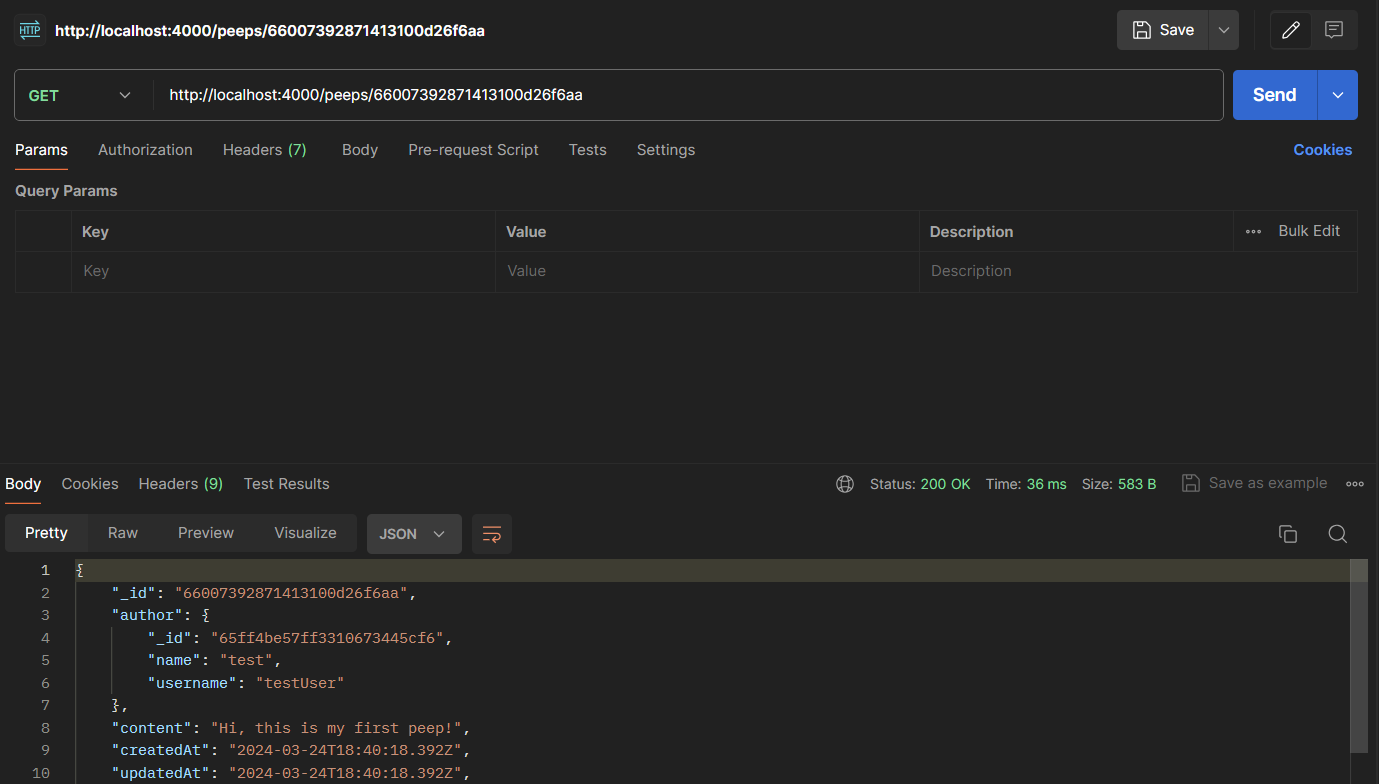 HTTP http://localhost:4000/peeps/66007392871413100d26f6aa Save
GET http://localhost:4000/peeps/66007392871413100d26f6aa Send
Params Authorization Headers (7) Body Pre-request Script Tests Settings Cookies
Query Params
Key Value Description ••• Bulk Edit
Key Value Description
Body Cookies Headers (9) Test Results Status: 200 OK Time: 36 ms Size: 583 B Save as example •••
Pretty Raw Preview Visualize JSON
1 {
2 "_id": "66007392871413100d26f6aa",
3 "author": {
4 "_id": "65ff4be57ff3310673445cf6",
5 "name": "test",
6 "username": "testUser"
7 },
8 "content": "Hi, this is my first peep!",
9 "createdAt": "2024-03-24T18:40:18.392Z",
10 "updatedAt": "2024-03-24T18:40:18.392Z",